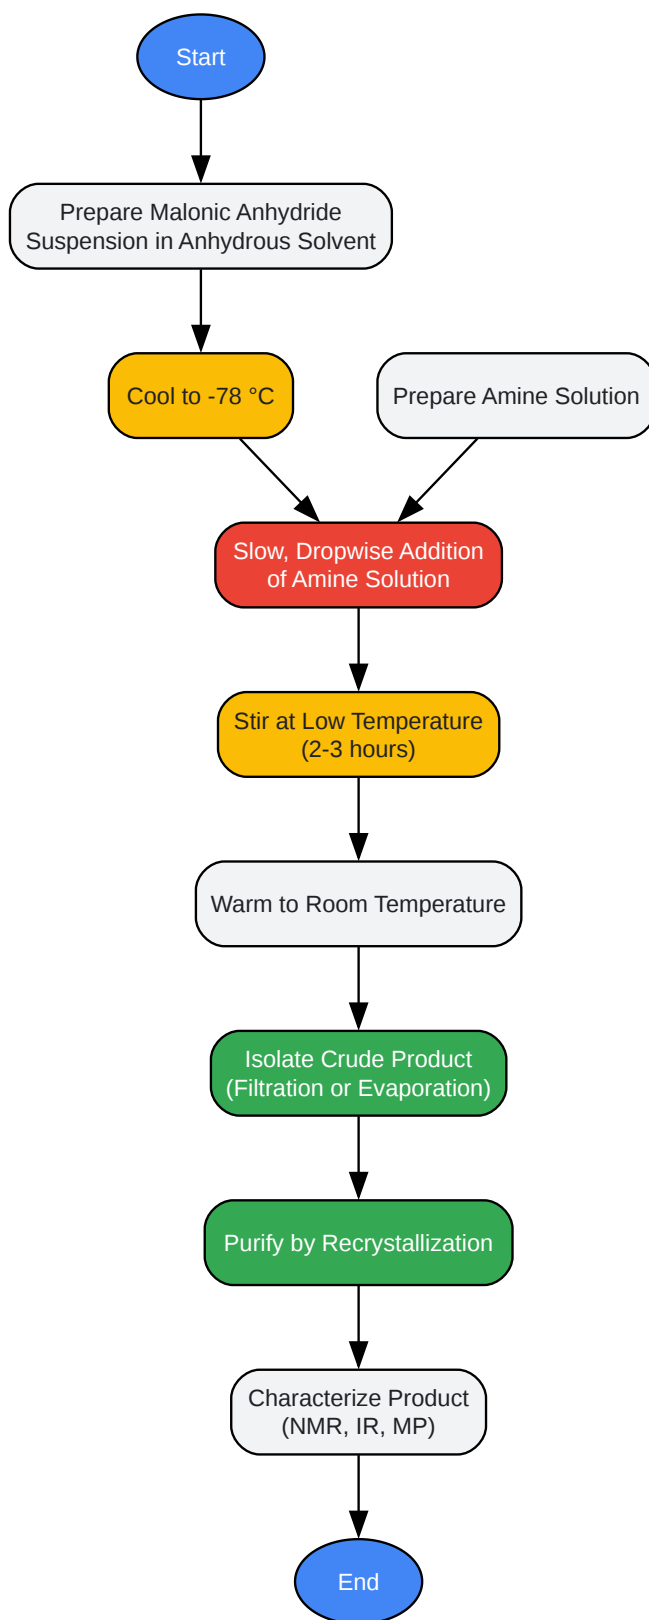 Start
Prepare Malonic Anhydride
Suspension in Anhydrous Solvent
Cool to -78 °C
Prepare Amine Solution
Slow, Dropwise Addition
of Amine Solution
Stir at Low Temperature
(2-3 hours)
Warm to Room Temperature
Isolate Crude Product
(Filtration or Evaporation)
Purify by Recrystallization
Characterize Product
(NMR, IR, MP)
End